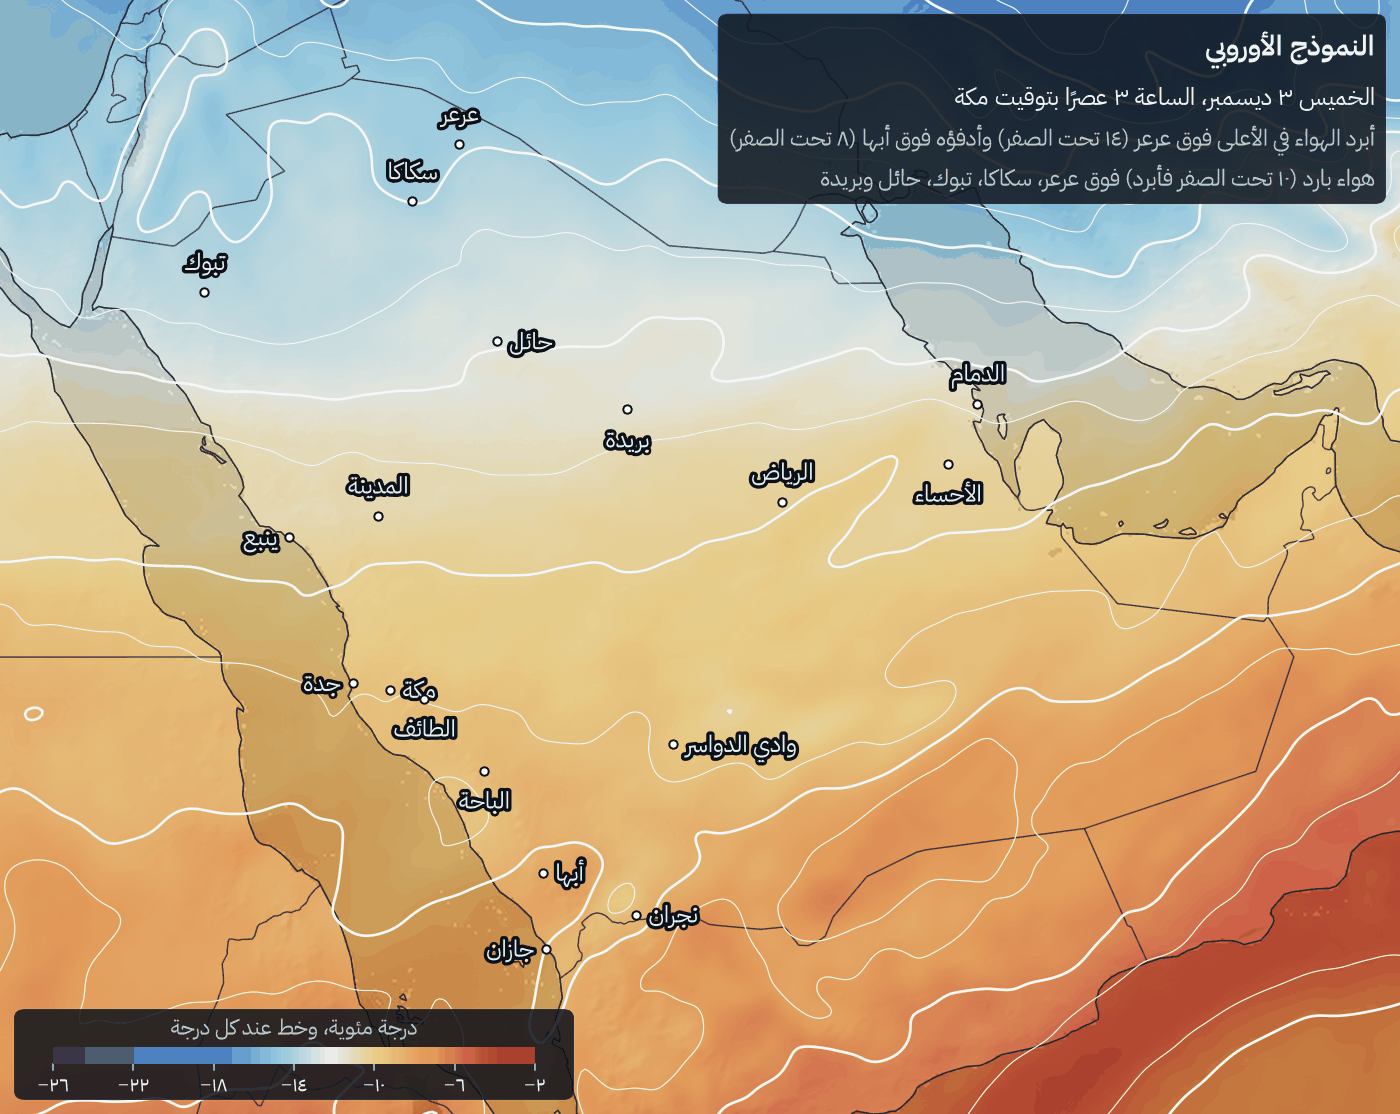 النموذج الأوروبي
الخميس ٣ ديسمبر، الساعة ٣ عصرًا بتوقيت مكة
أبرد الهواء في الأعلى فوق عرعر (١٤ تحت الصفر) وأدفؤه فوق أبها (٨ تحت الصفر)
هواء بارد (١٠ تحت الصفر فأبرد) فوق عرعر، سكاكا، تبوك، حائل وبريدة
عرعر
سكاكا
تبوك
حائل
الدمام
بريدة
الرياض
الأحساء
المدينة
ينبع
جدة
مكة
الطائف
وادي الدواسر
الباحة
أبها
نجران
جازان
درجة مئوية، وخط عند كل درجة
−٢٦ −٢٢ −١٨ −١٤ −١٠ −٦ −٢